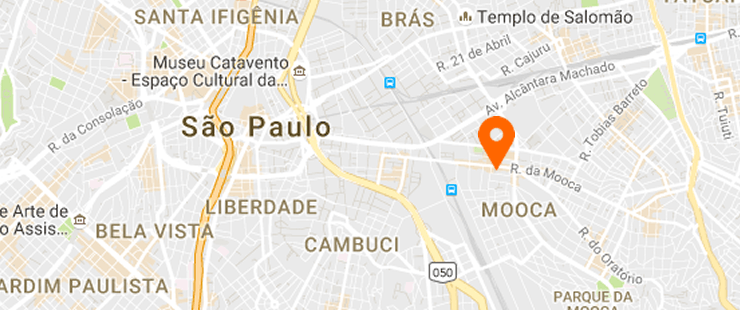 TATUAPÉ
SANTA IFIGÊNIA
BRÁS
Templo de Salomão
R. 21 de Abril
R. Cajuru
Museu Catavento
- Espaço Cultural da...
Av. Alcântara Machado
R. da Consolação
R. Tobias Barreto
R. Tuiuti
São Paulo
R. da Mooca
e Arte de
o Assis...
LIBERDADE
MOOCA
BELA VISTA
CAMBUCI
R. do Oratório
050
JARDIM PAULISTA
PARQUE DA
MOOCA